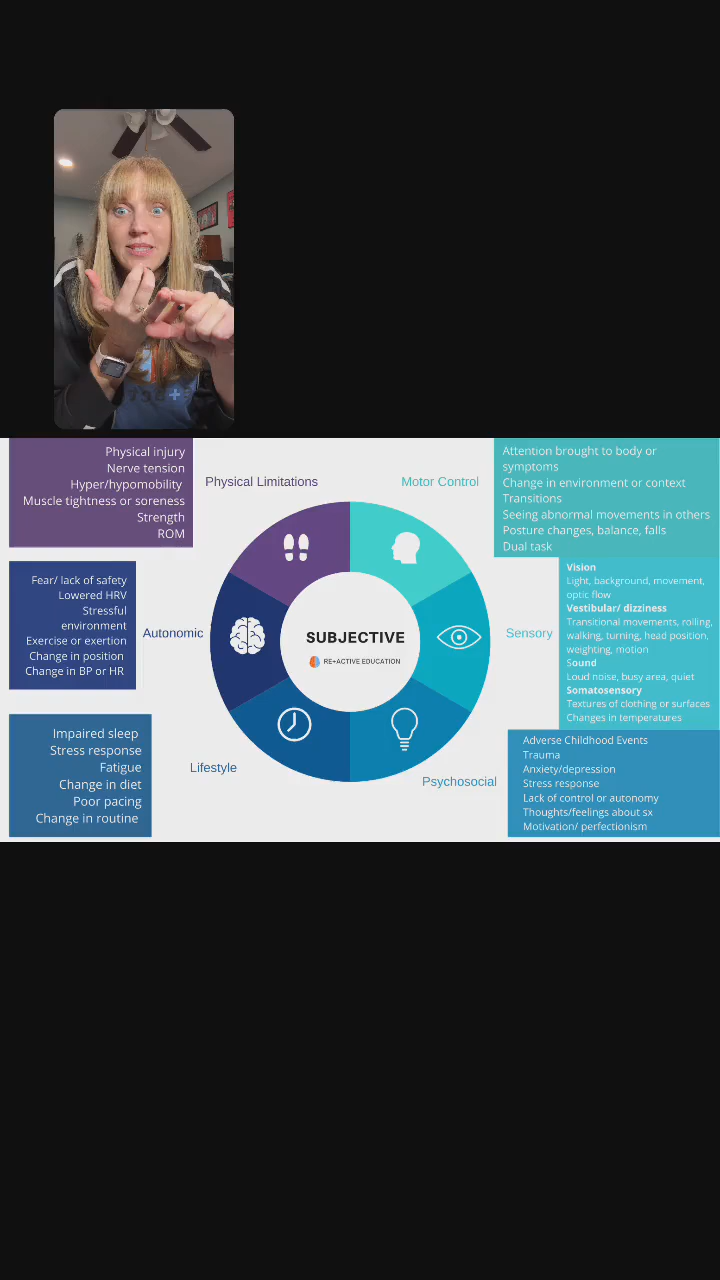 Physical injury
Nerve tension
Hyper/hypomobility
Muscle tightness or soreness
Strength
ROM
Physical Limitations
Motor Control
Attention brought to body or
symptoms
Change in environment or context
Transitions
Seeing abnormal movements in others
Posture changes, balance, falls
Dual task
Fear/ lack of safety
Lowered HRV
Stressful
environment
Exercise or exertion
Change in position
Change in BP or HR
Autonomic
SUBJECTIVE
RE+ACTIVE EDUCATION
Sensory
Vision
Light, background, movement,
optic flow
Vestibular/ dizziness
Transitional movements, rolling,
walking, turning, head position,
weighting, motion
Sound
Loud noise, busy area, quiet
Somatosensory
Textures of clothing or surfaces
Changes in temperatures
Impaired sleep
Stress response
Fatigue
Change in diet
Poor pacing
Change in routine
Lifestyle
Psychosocial
Adverse Childhood Events
Trauma
Anxiety/depression
Stress response
Lack of control or autonomy
Thoughts/feelings about sx
Motivation/ perfectionism